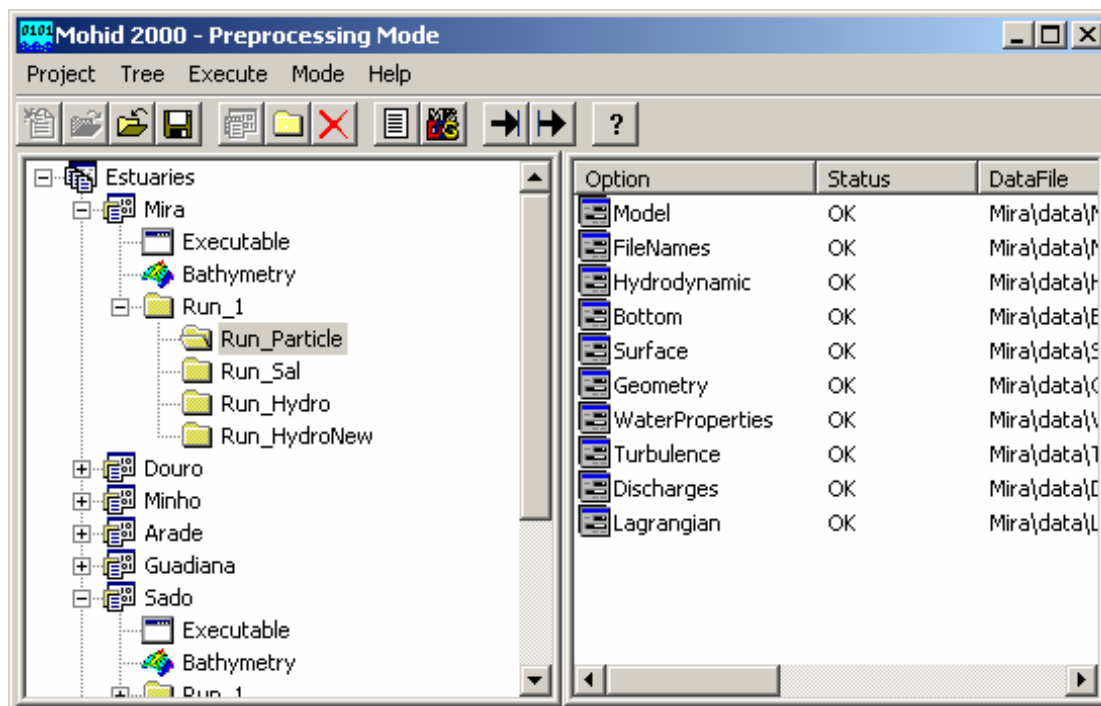 Mohid 2000 - Preprocessing Mode
Project Tree Execute Mode Help
?
Estuaries
Mira
Executable
Bathymetry
Run_1
Run_Particle
Run_Sal
Run_Hydro
Run_HydroNew
Douro
Minho
Arade
Guadiana
Sado
Executable
Bathymetry
Run_1
Option Status DataFile
Model OK Mira\data\
FileNames OK Mira\data\
Hydrodynamic OK Mira\data\
Bottom OK Mira\data\
Surface OK Mira\data\
Geometry OK Mira\data\
WaterProperties OK Mira\data\
Turbulence OK Mira\data\
Discharges OK Mira\data\
Lagrangian OK Mira\data\L